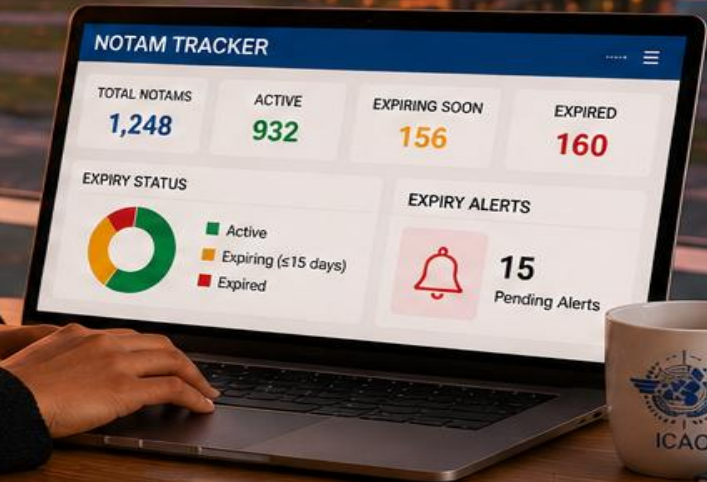 NOTAM TRACKER
TOTAL NOTAMS
1,248
ACTIVE
932
EXPIRING SOON
156
EXPIRED
160
EXPIRY STATUS
Active
Expiring (≤15 days)
Expired
EXPIRY ALERTS
15
Pending Alerts
ICAO